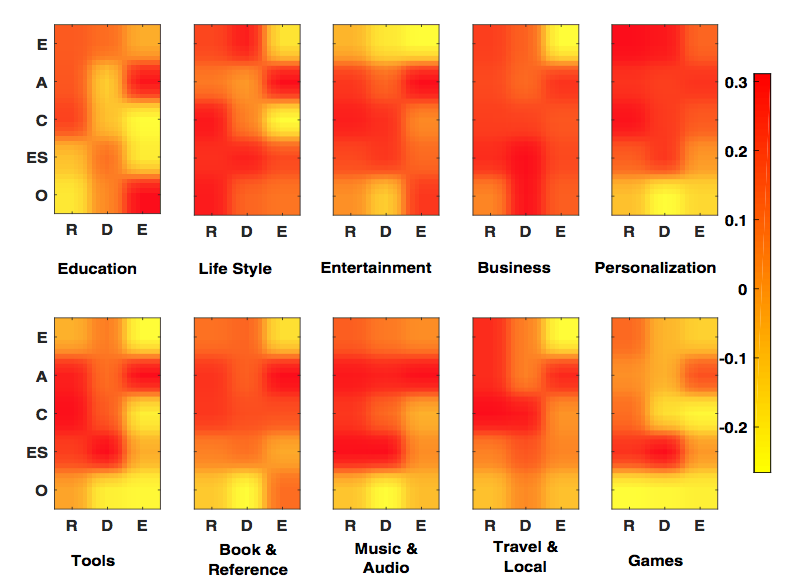 E
A
C
ES
O
R D E
R D E
R D E
R D E
R D E
Education
Life Style
Entertainment
Business
Personalization
0.3
0.2
0.1
0
-0.1
-0.2
E
A
C
ES
O
R D E
R D E
R D E
R D E
R D E
Tools
Book &
Reference
Music &
Audio
Travel &
Local
Games